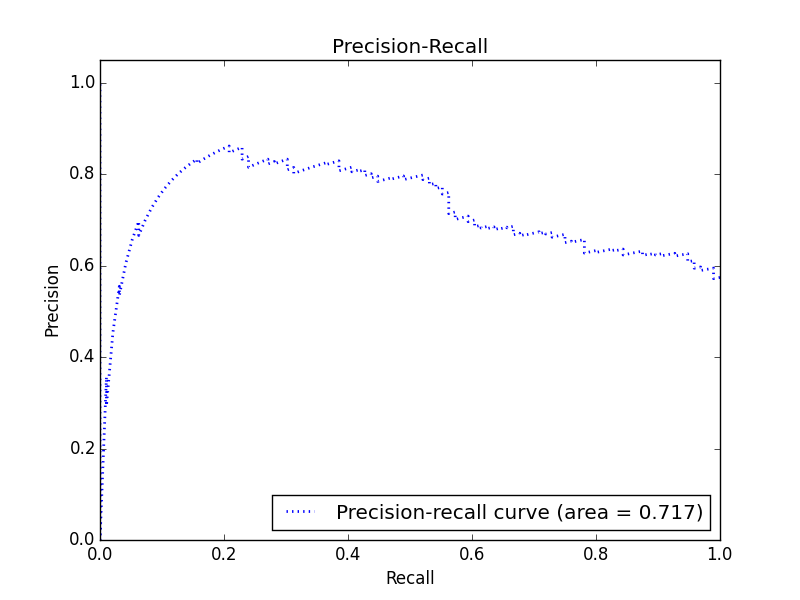 Precision-Recall
1.0
0.8
0.6
0.4
0.2
0.0
Precision
0.0 0.2 0.4 0.6 0.8 1.0
Recall
Precision-recall curve (area = 0.717)